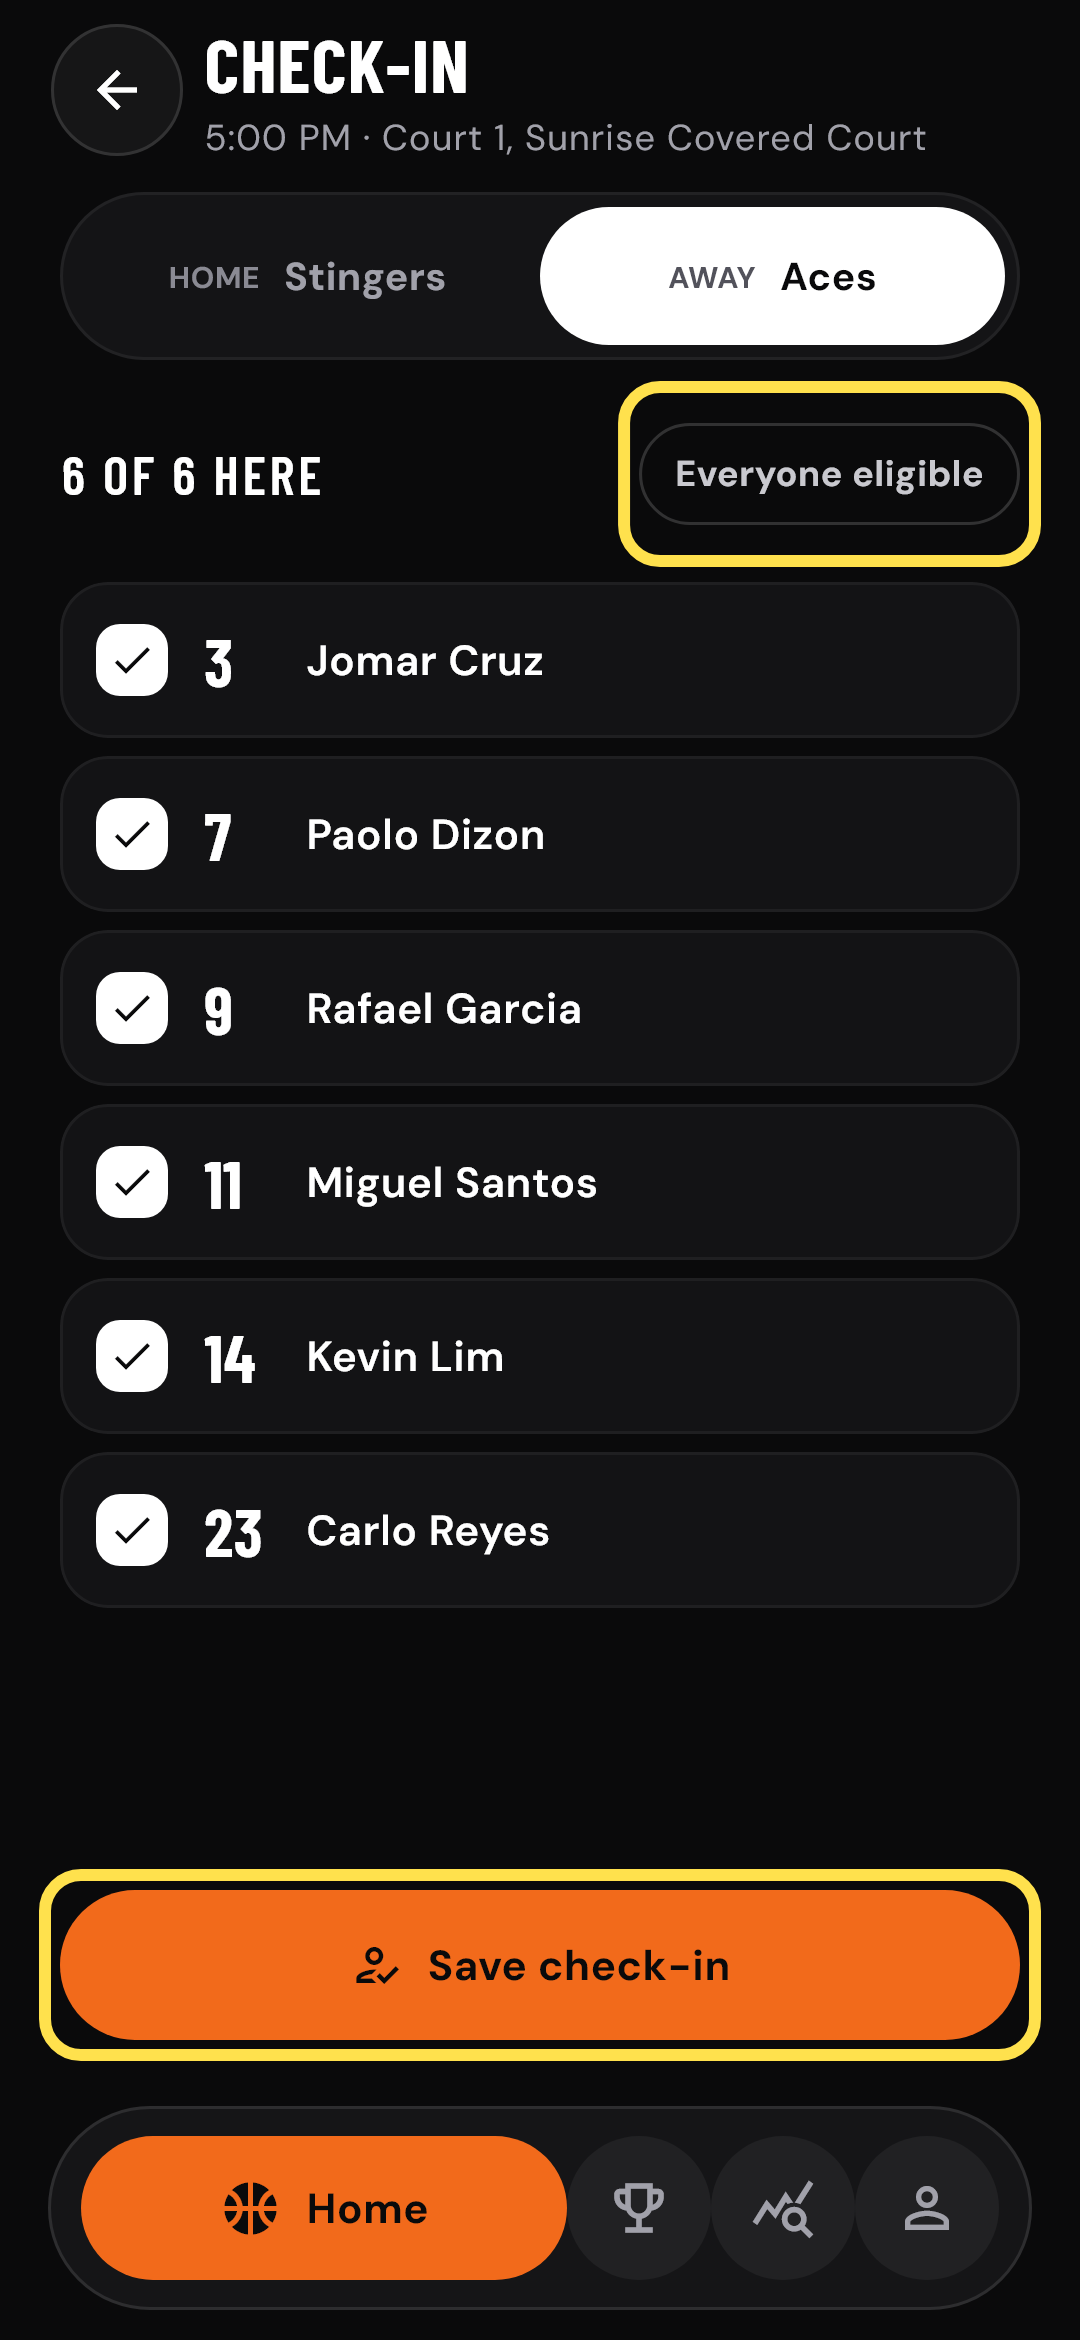 CHECK-IN
5:00 PM · Court 1, Sunrise Covered Court
HOME Stingers AWAY Aces
6 OF 6 HERE Everyone eligible
3 Jomar Cruz
7 Paolo Dizon
9 Rafael Garcia
11 Miguel Santos
14 Kevin Lim
23 Carlo Reyes
Save check-in
Home